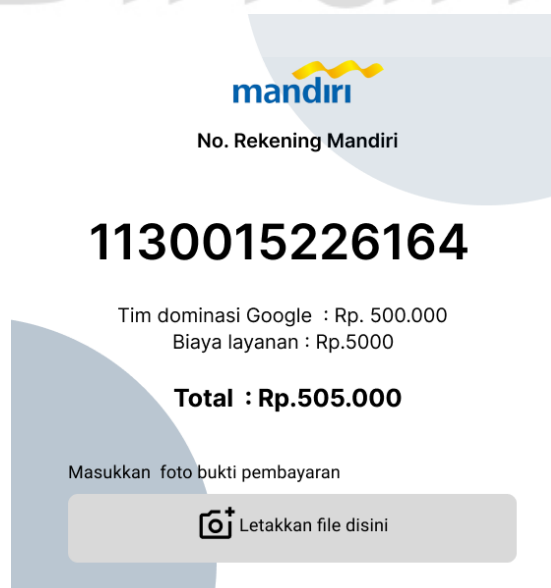 mandiri
No. Rekening Mandiri
1130015226164
Tim dominasi Google : Rp. 500.000
Biaya layanan : Rp.5000
Total : Rp.505.000
Masukkan foto bukti pembayaran
Letakkan file disini